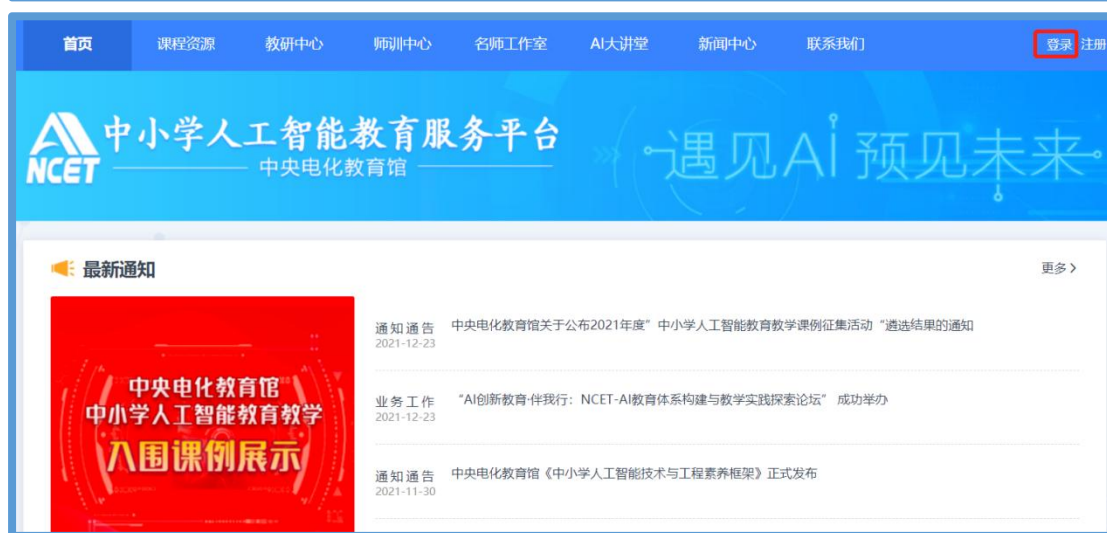 首页 课程资源 教研中心 师训中心 名师工作室 AI大讲堂 新闻中心 联系我们 登录 注册
NCET
中小学人工智能教育服务平台
中央电化教育馆
遇见AI 预见未来
最新通知
更多
中央电化教育馆
中小学人工智能教育教学
入围课例展示
通知通告 中央电化教育馆关于公布2021年度”中小学人工智能教育教学课例征集活动“遴选结果的通知
2021-12-23
业务工作 “AI创新教育·伴我行：NCET-AI教育体系构建与教学实践探索论坛” 成功举办
2021-12-23
通知通告 中央电化教育馆《中小学人工智能技术与工程素养框架》正式发布
2021-11-30